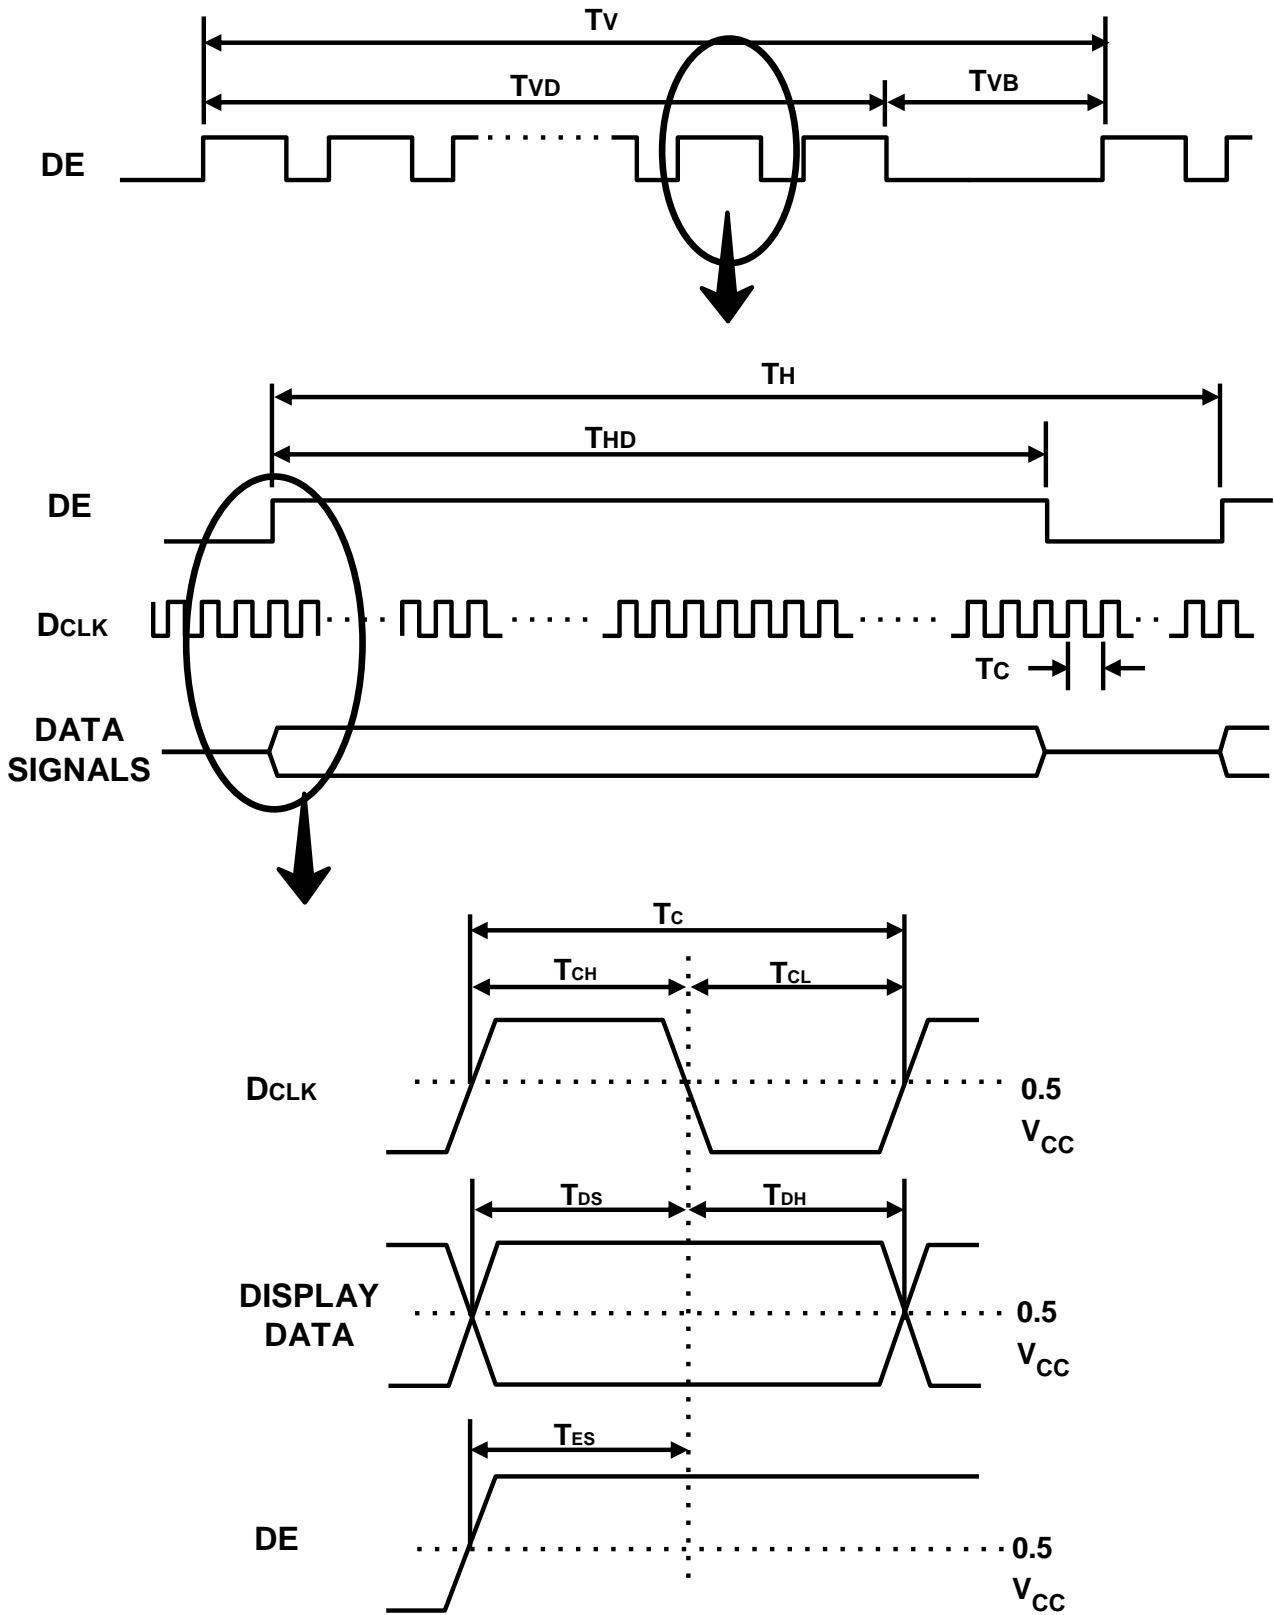 TV
TVD
TVB
DE
TH
THD
DE
DCLK
TC
DATA
SIGNALS
TC
TCH
TCL
DCLK
0.5
VCC
TDS
TDH
DISPLAY
DATA
0.5
VCC
TES
DE
0.5
VCC